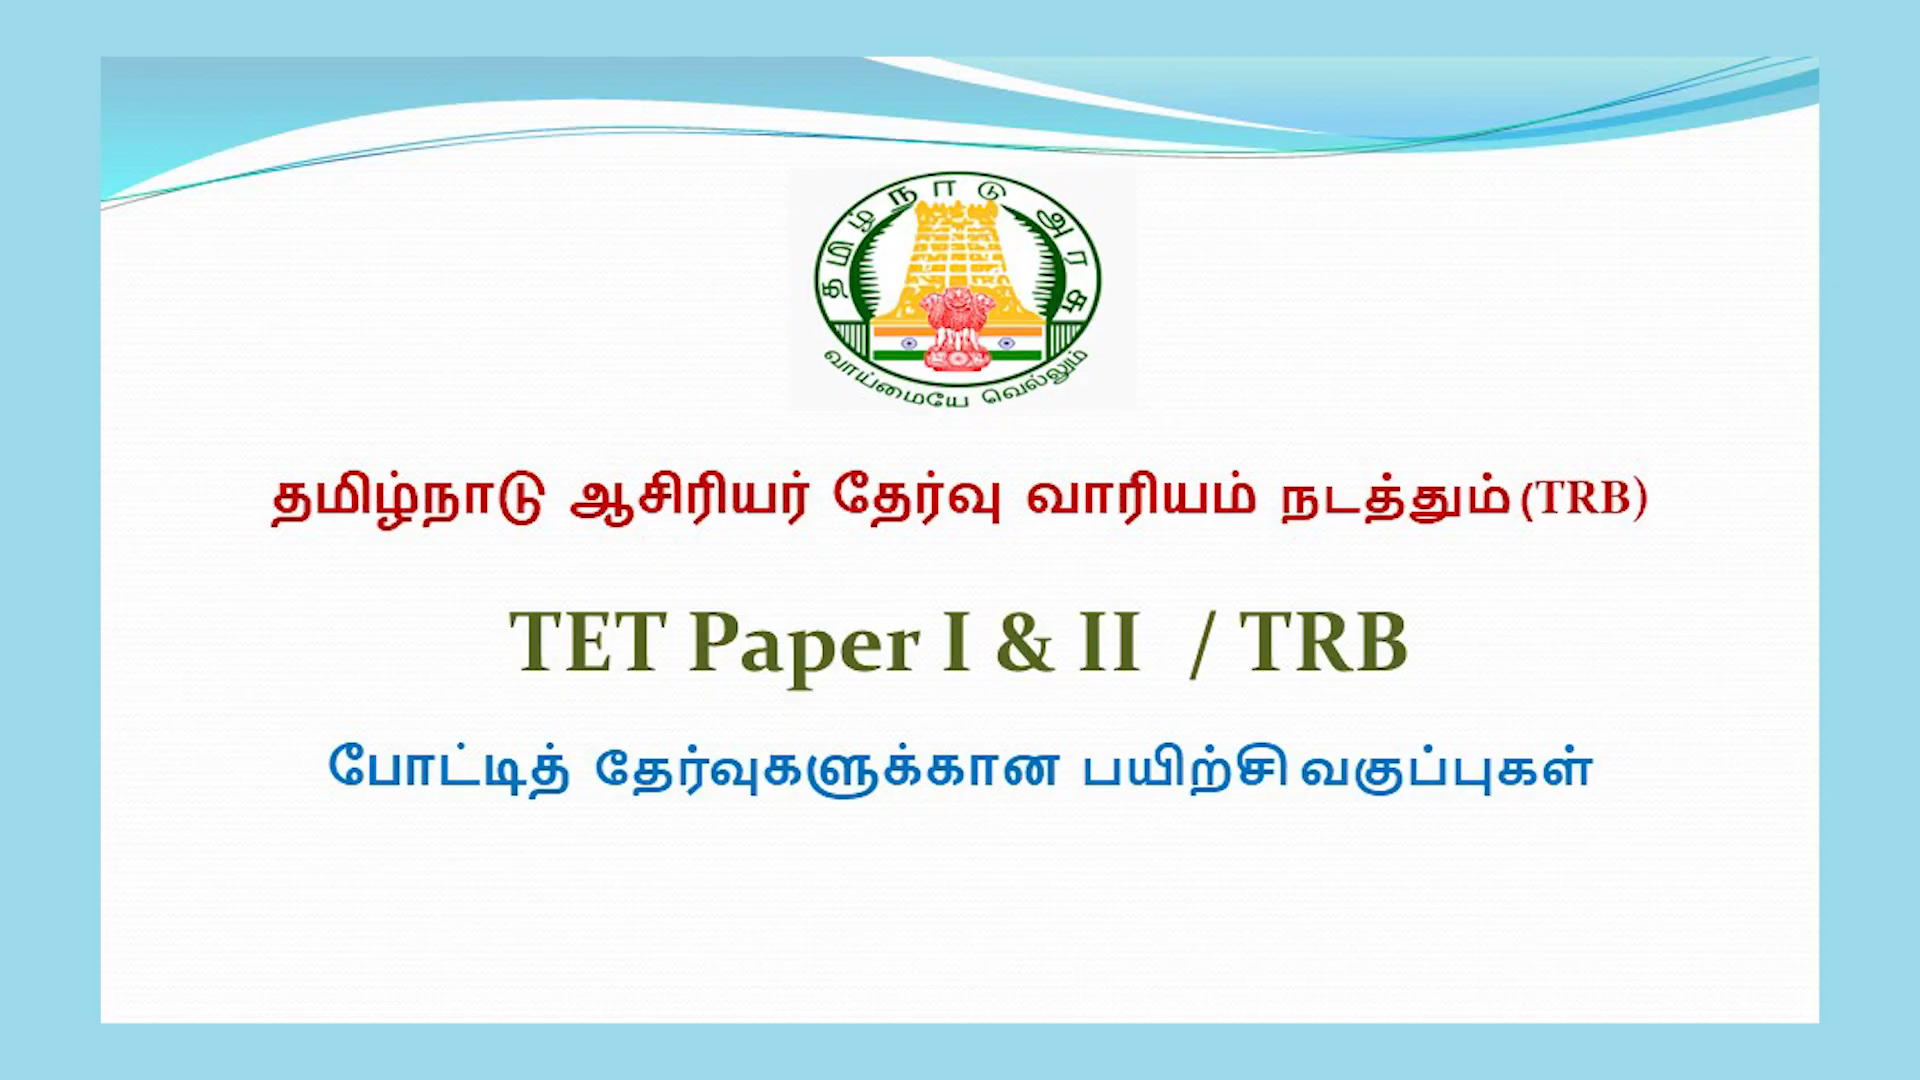 தமிழ்நாடு அரசு
வாய்மையே வெல்லும்
தமிழ்நாடு ஆசிரியர் தேர்வு வாரியம் நடத்தும் (TRB)
TET Paper I & II / TRB
போட்டித் தேர்வுகளுக்கான பயிற்சி வகுப்புகள்